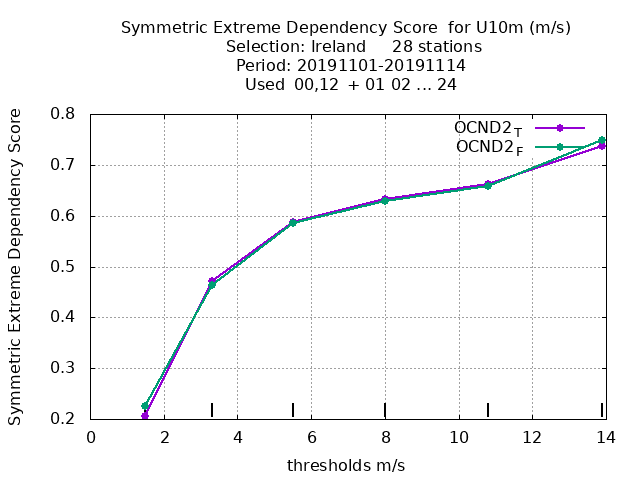 Symmetric Extreme Dependency Score  for U10m (m/s)
Selection: Ireland     28 stations
Period: 20191101-20191114
Used  00,12  + 01 02 ... 24
Symmetric Extreme Dependency Score
0.8
0.7
0.6
0.5
0.4
0.3
0.2
OCND2T
OCND2F
0 2 4 6 8 10 12 14
thresholds m/s